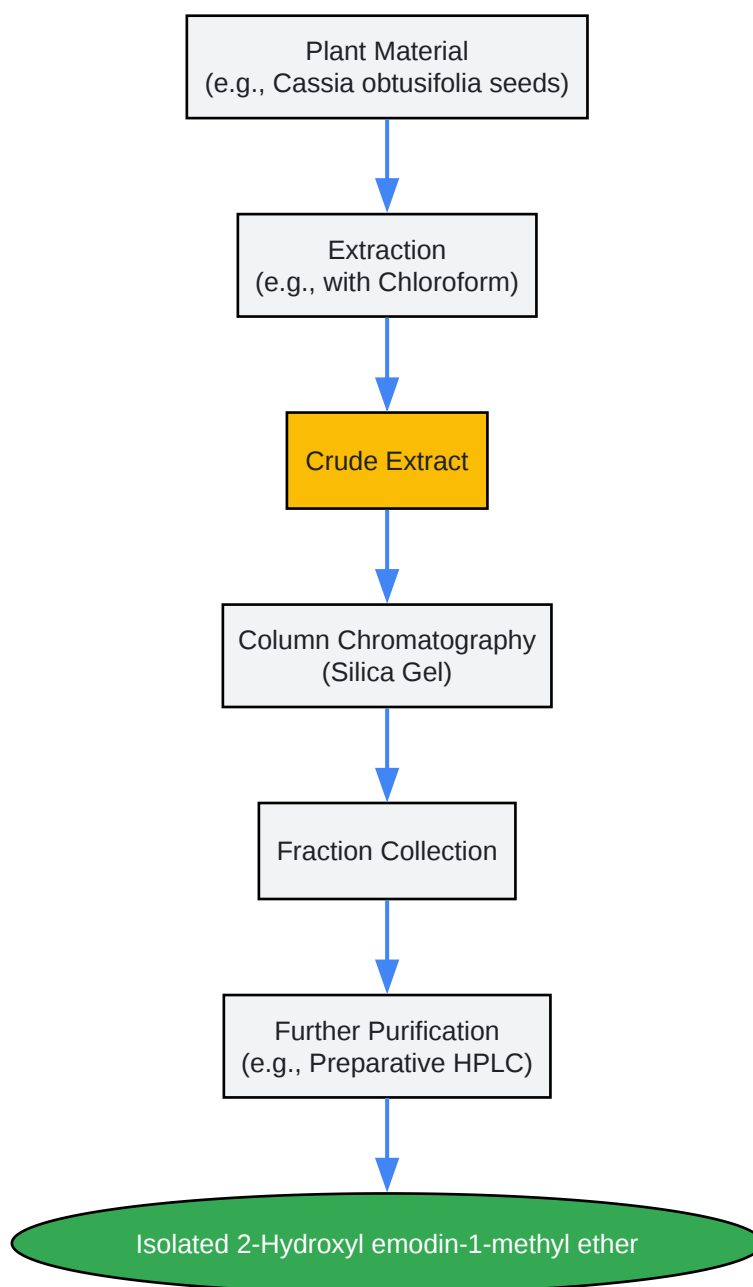 Plant Material
(e.g., Cassia obtusifolia seeds)
Extraction
(e.g., with Chloroform)
Crude Extract
Column Chromatography
(Silica Gel)
Fraction Collection
Further Purification
(e.g., Preparative HPLC)
Isolated 2-Hydroxyl emodin-1-methyl ether